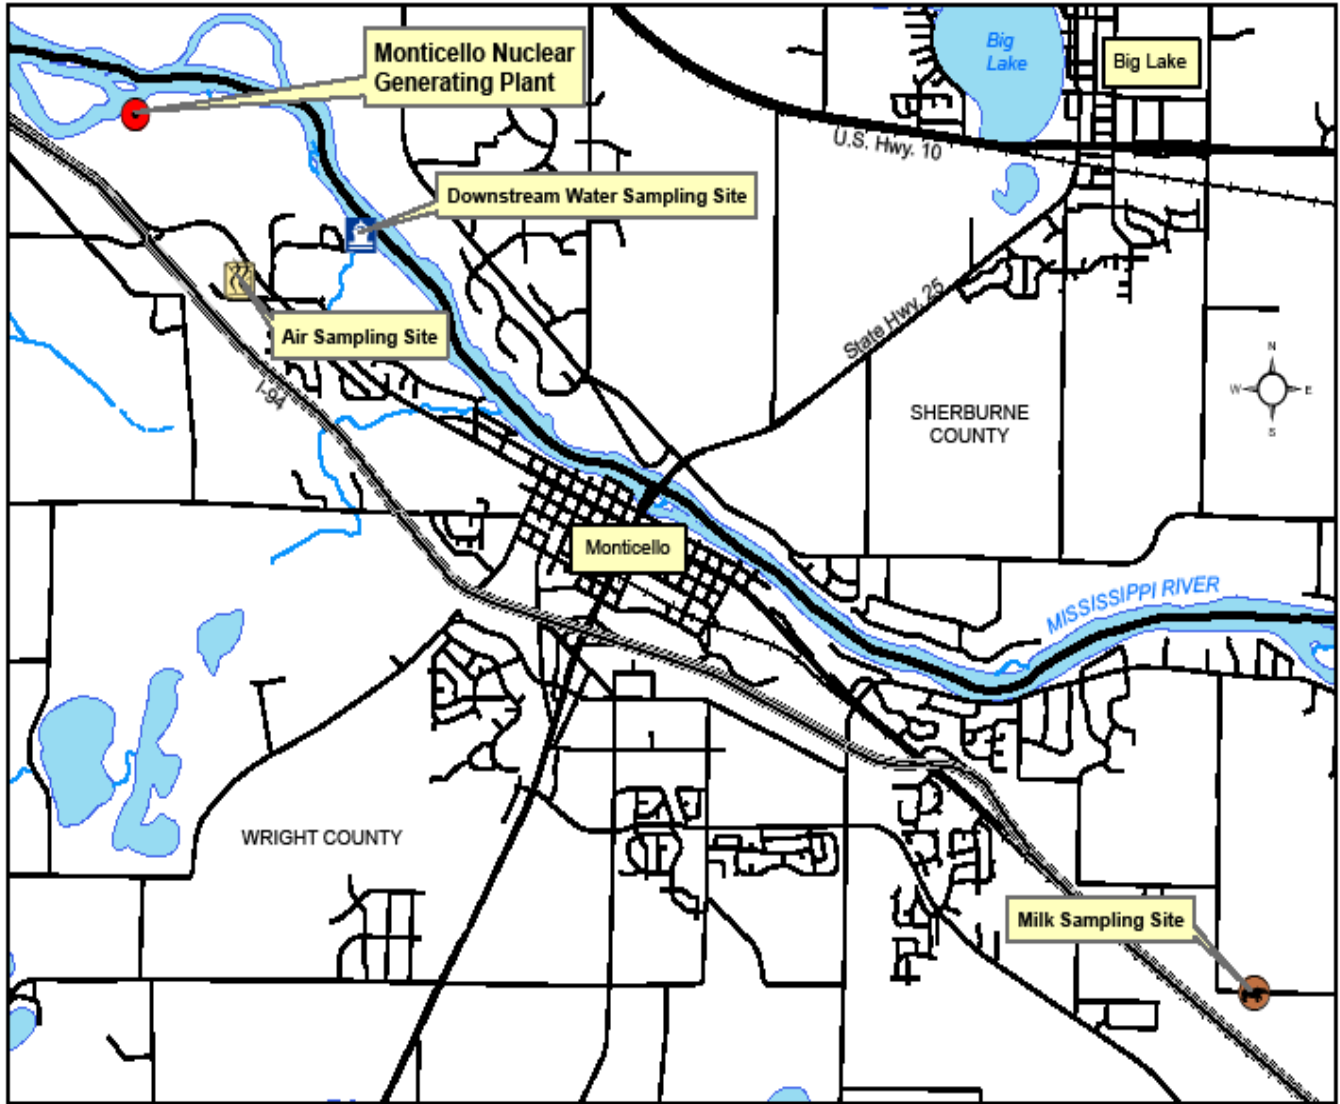 Monticello Nuclear
Generating Plant
Big
Lake
Big Lake
U.S. Hwy. 10
Downstream Water Sampling Site
Air Sampling Site
State Hwy. 25
I-94
N
W
E
S
SHERBURNE
COUNTY
Monticello
MISSISSIPPI RIVER
WRIGHT COUNTY
Milk Sampling Site